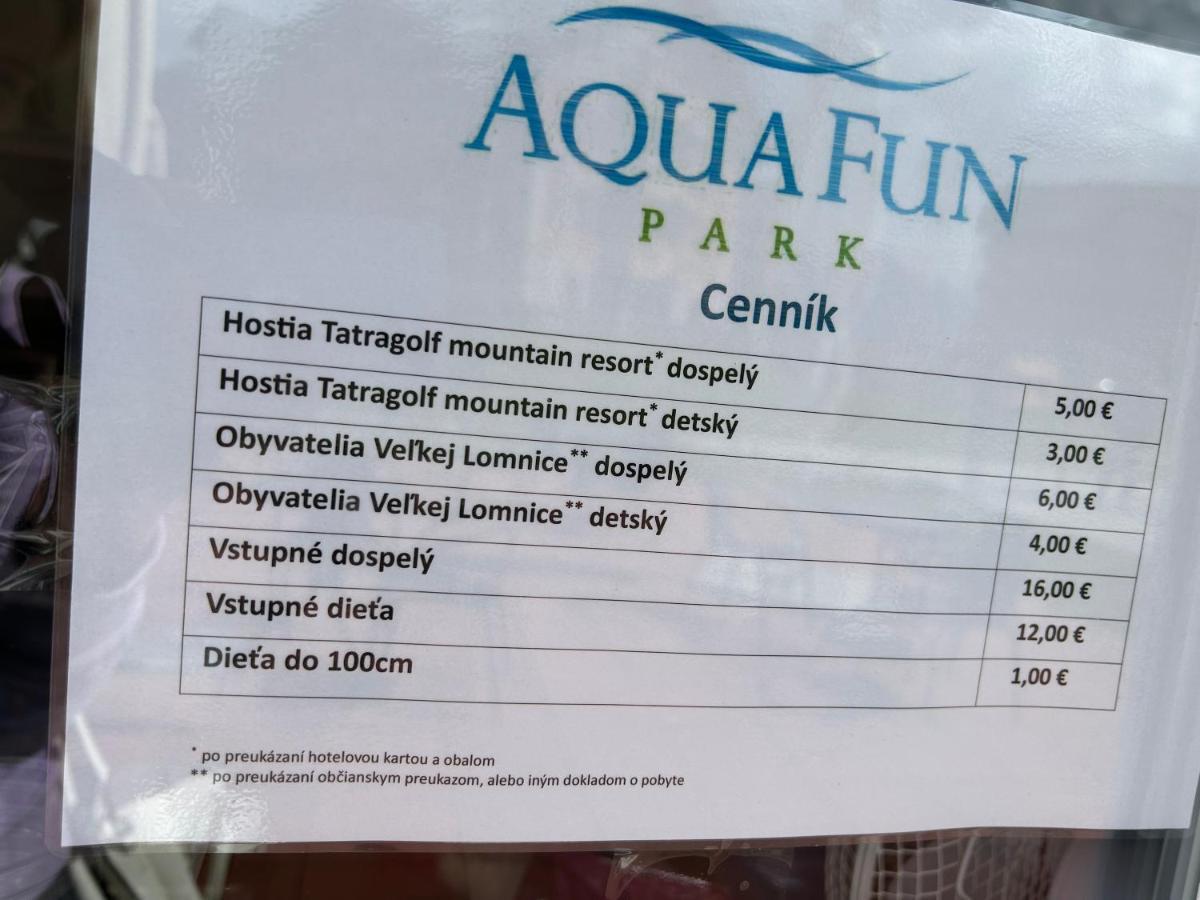 AQUA FUN
PARK
Cenník
Hostia Tatragolf mountain resort* dospelý 5,00 €
Hostia Tatragolf mountain resort* detský 3,00 €
Obyvatelia Veľkej Lomnice** dospelý 6,00 €
Obyvatelia Veľkej Lomnice** detský 4,00 €
Vstupné dospelý 16,00 €
Vstupné dieťa 12,00 €
Dieťa do 100cm 1,00 €
* po preukázaní hotelovou kartou a obalom
** po preukázaní občianskym preukazom, alebo iným dokladom o pobyte